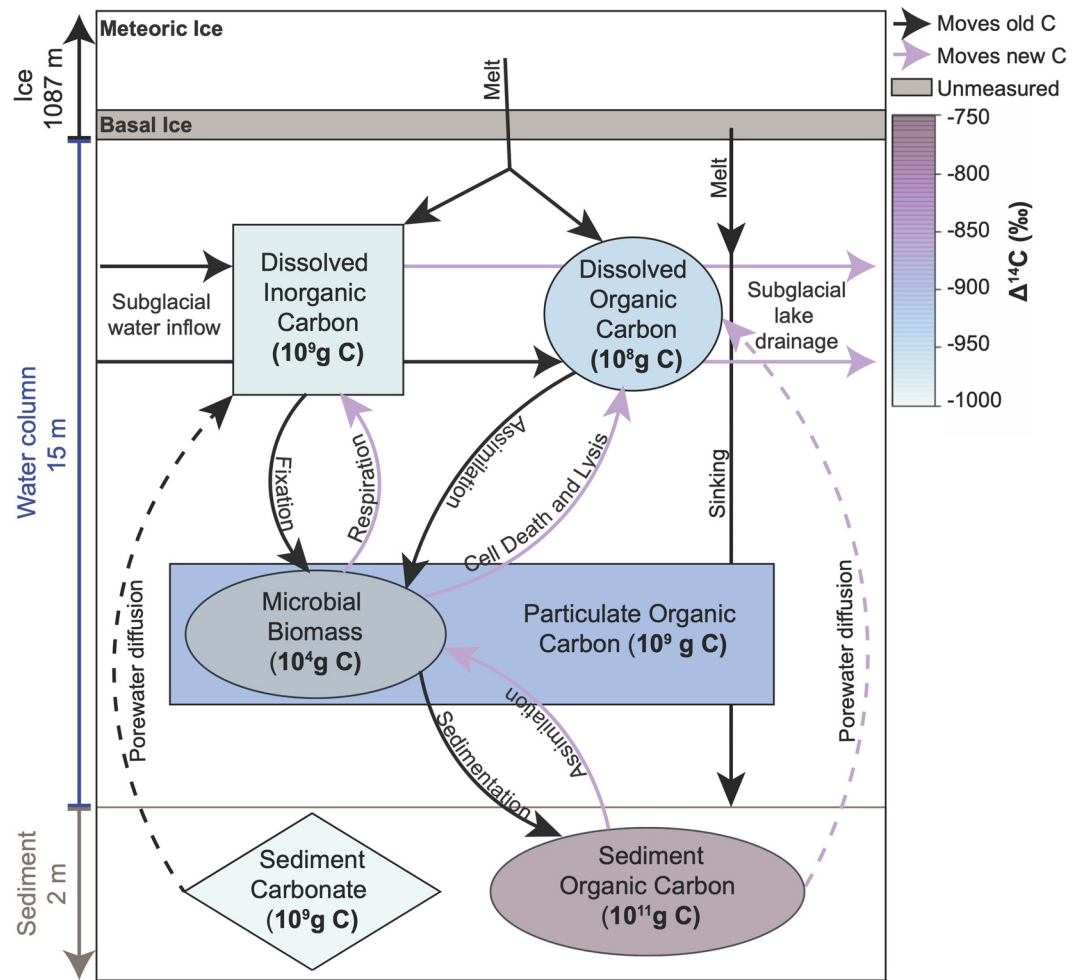 Meteoric Ice
Moves old C
Moves new C
Unmeasured
Ice
1087 m
Melt
Basal Ice
-750
-800
-850
-900
-950
-1000
Δ¹⁴C (‰)
Melt
Dissolved
Inorganic
Carbon
(10⁹g C)
Dissolved
Organic
Carbon
(10⁸g C)
Subglacial
water inflow
Subglacial
lake
drainage
Water column
15 m
Fixation
Respiration
Assimilation
Cell Death and Lysis
Sinking
Microbial
Biomass
(10⁴g C)
Particulate Organic
Carbon (10⁹ g C)
Porewater diffusion
Porewater diffusion
Sedimentation
Assimilation
Sediment
2 m
Sediment
Carbonate
(10⁹g C)
Sediment
Organic Carbon
(10¹¹g C)